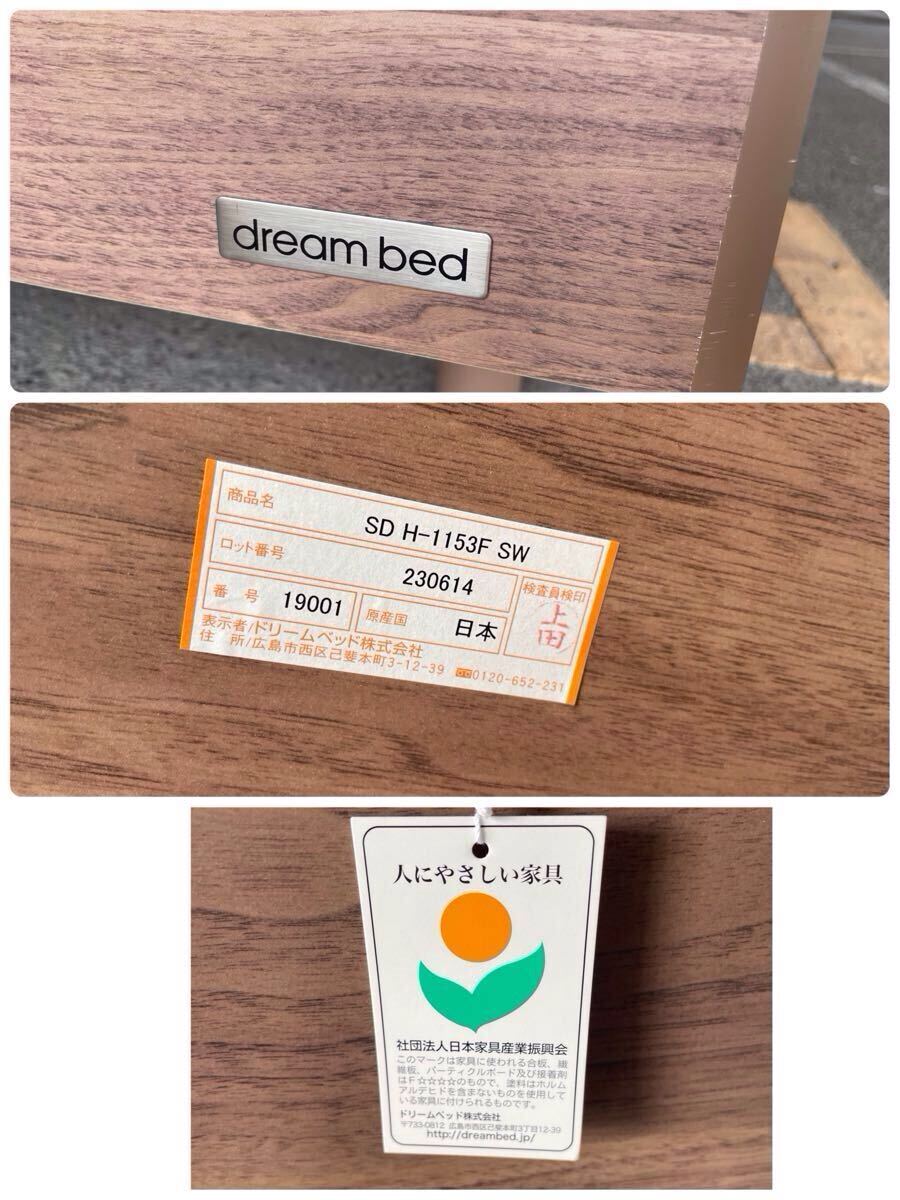 dream bed
商品名
SD H-1153F SW
ロット番号
230614
検査員検印
上田
番 号 19001
原産国 日本
表示者/ドリームベッド株式会社
住 所/広島市西区己斐本町3-12-39 ☎0120-652-231
人にやさしい家具
社団法人日本家具産業振興会
このマークは家具に使われる合板、繊
維板、パーティクルボード及び接着剤
はF☆☆☆☆のもので、塗料はホルム
アルデヒドを含まないものを使用して
いる家具に付けられるものです。
ドリームベッド株式会社
〒733-0812 広島市西区己斐本町3丁目12-39
http://dreambed.jp/